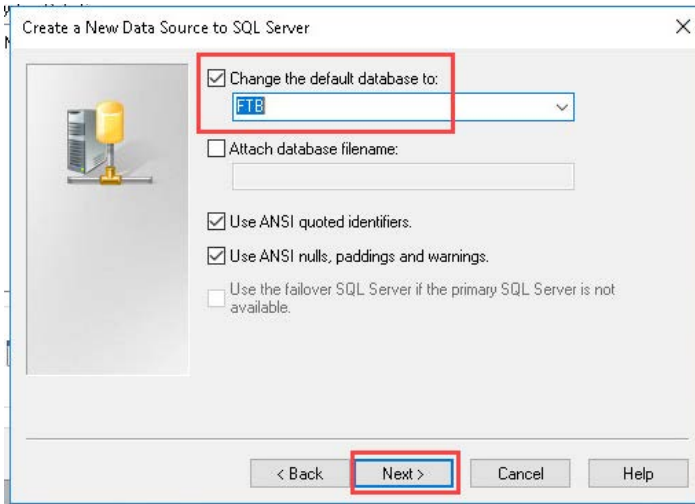 Create a New Data Source to SQL Server
Change the default database to:
FTB
Attach database filename:
Use ANSI quoted identifiers.
Use ANSI nulls, paddings and warnings.
Use the failover SQL Server if the primary SQL Server is not
available.
< Back
Next >
Cancel
Help